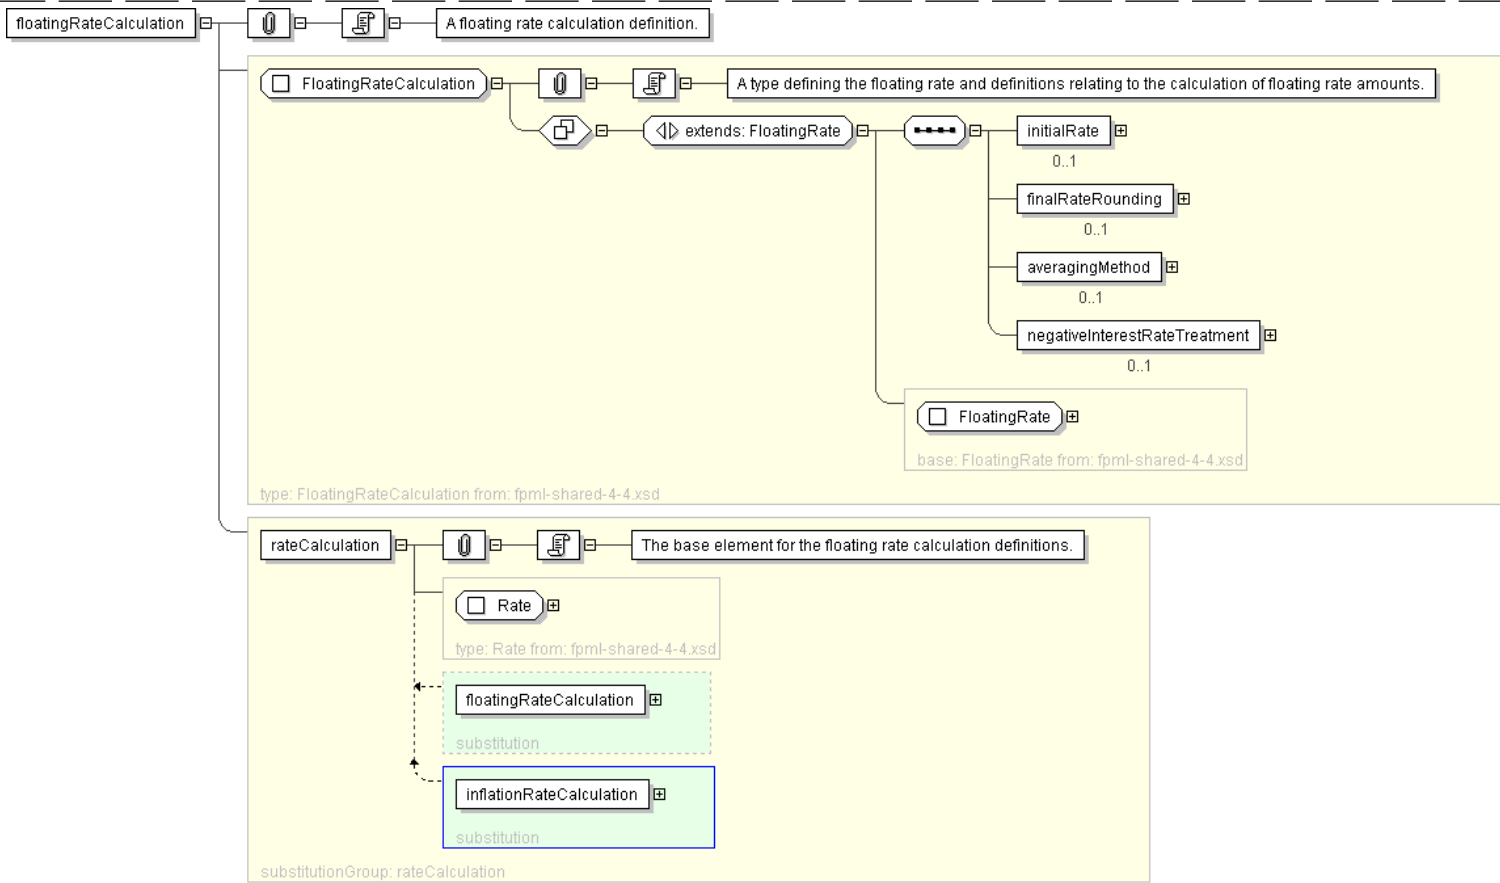 floatingRateCalculation
A floating rate calculation definition.
FloatingRateCalculation
A type defining the floating rate and definitions relating to the calculation of floating rate amounts.
extends: FloatingRate
initialRate
0..1
finalRateRounding
0..1
averagingMethod
0..1
negativeInterestRateTreatment
0..1
FloatingRate
base: FloatingRate from: fpml-shared-4-4.xsd
type: FloatingRateCalculation from: fpml-shared-4-4.xsd
rateCalculation
The base element for the floating rate calculation definitions.
Rate
type: Rate from: fpml-shared-4-4.xsd
floatingRateCalculation
substitution
inflationRateCalculation
substitution
substitutionGroup: rateCalculation